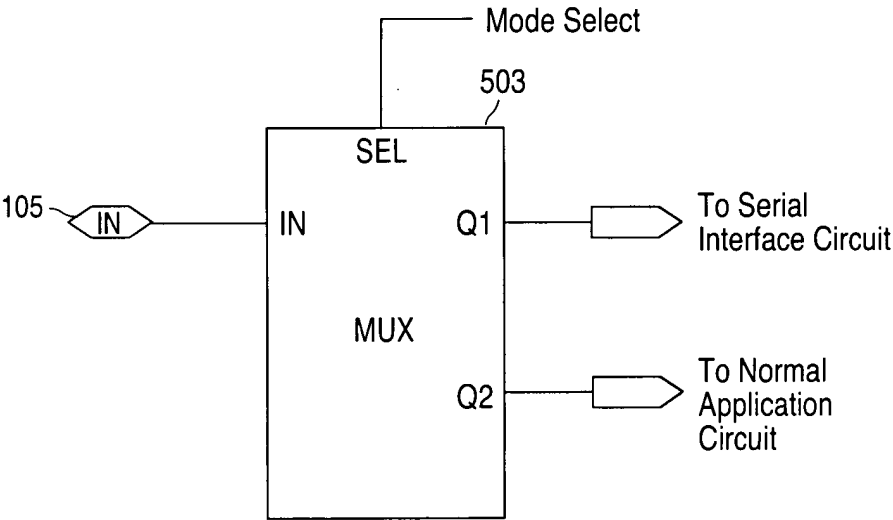 Mode Select
503
SEL
105
IN
IN
Q1
To Serial
Interface Circuit
MUX
Q2
To Normal
Application
Circuit